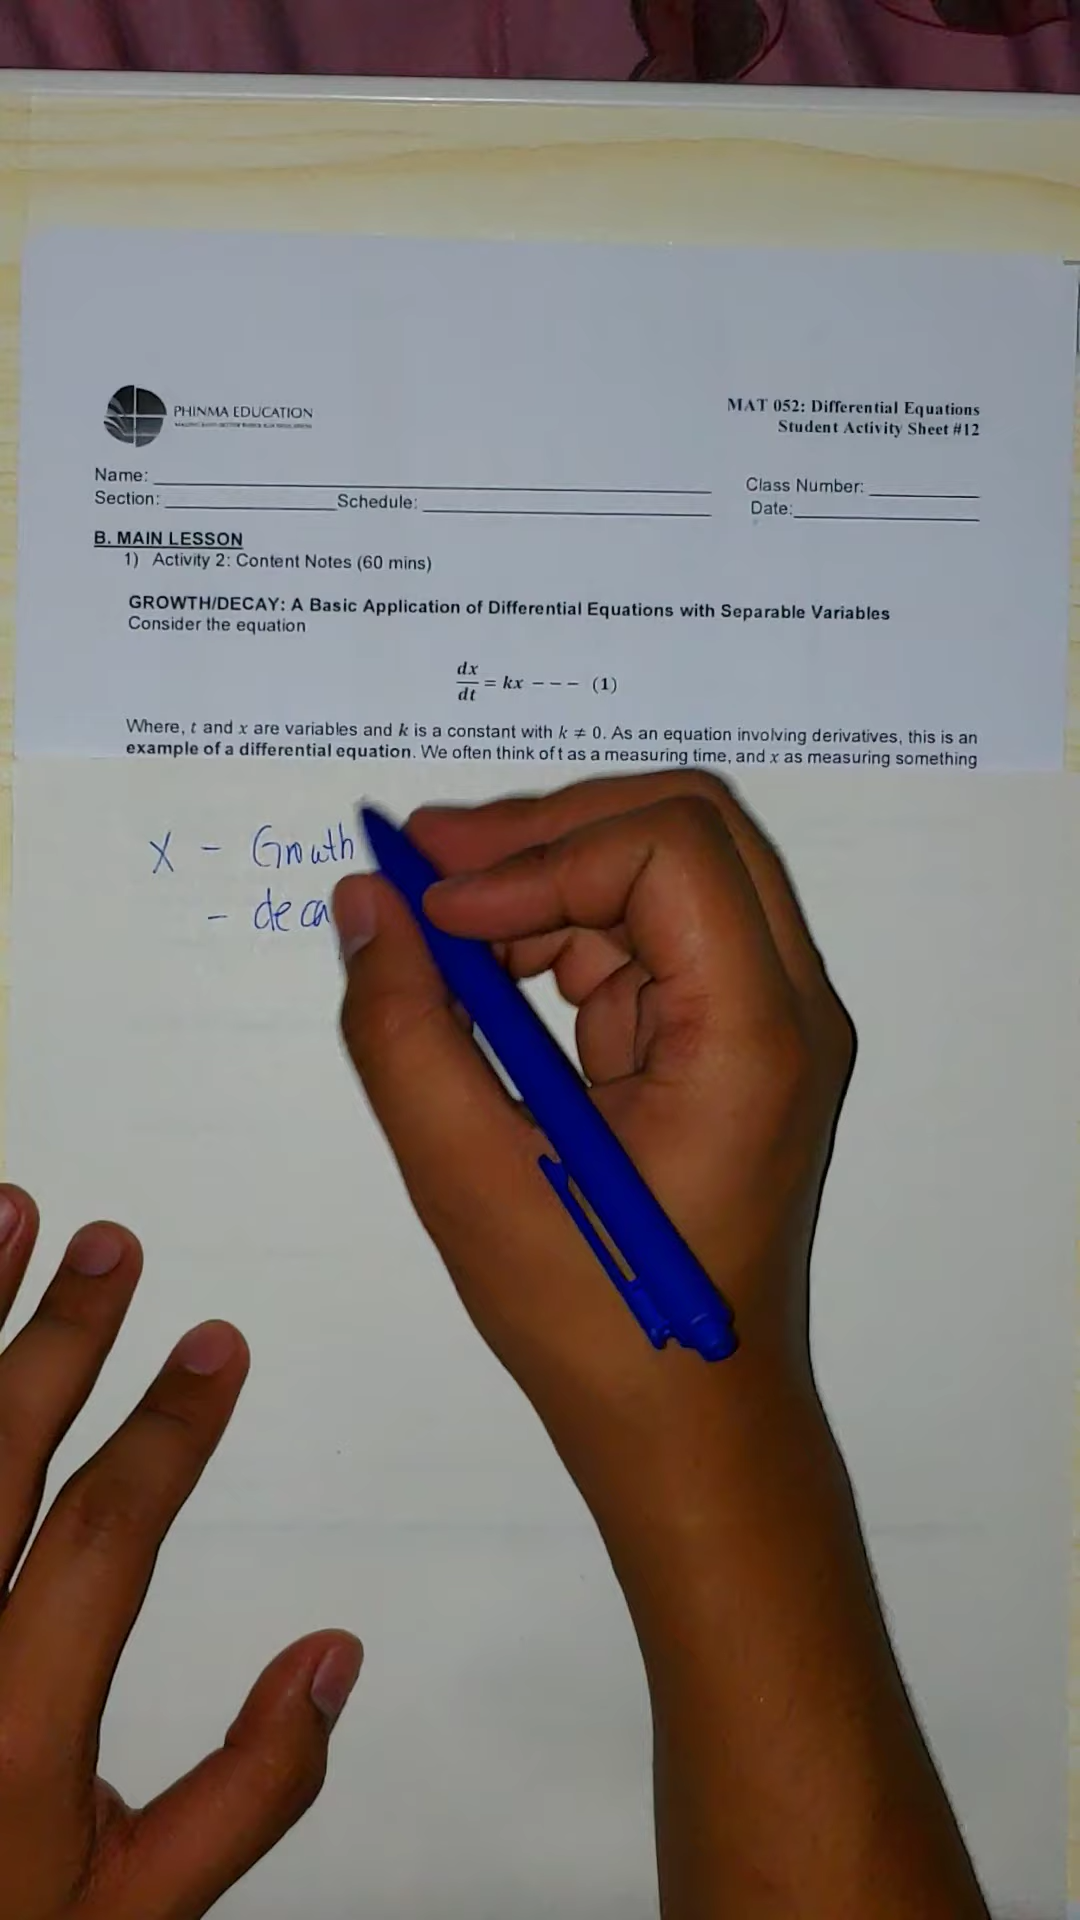 PHINMA EDUCATION
MAT 052: Differential Equations
Student Activity Sheet #12
Name:
Class Number:
Section: Schedule:
Date:
B. MAIN LESSON
1) Activity 2: Content Notes (60 mins)
GROWTH/DECAY: A Basic Application of Differential Equations with Separable Variables
Consider the equation
dx/dt = kx - - - (1)
Where, t and x are variables and k is a constant with k ≠ 0. As an equation involving derivatives, this is an
example of a differential equation. We often think of t as a measuring time, and x as measuring something
X - Growth
- deca